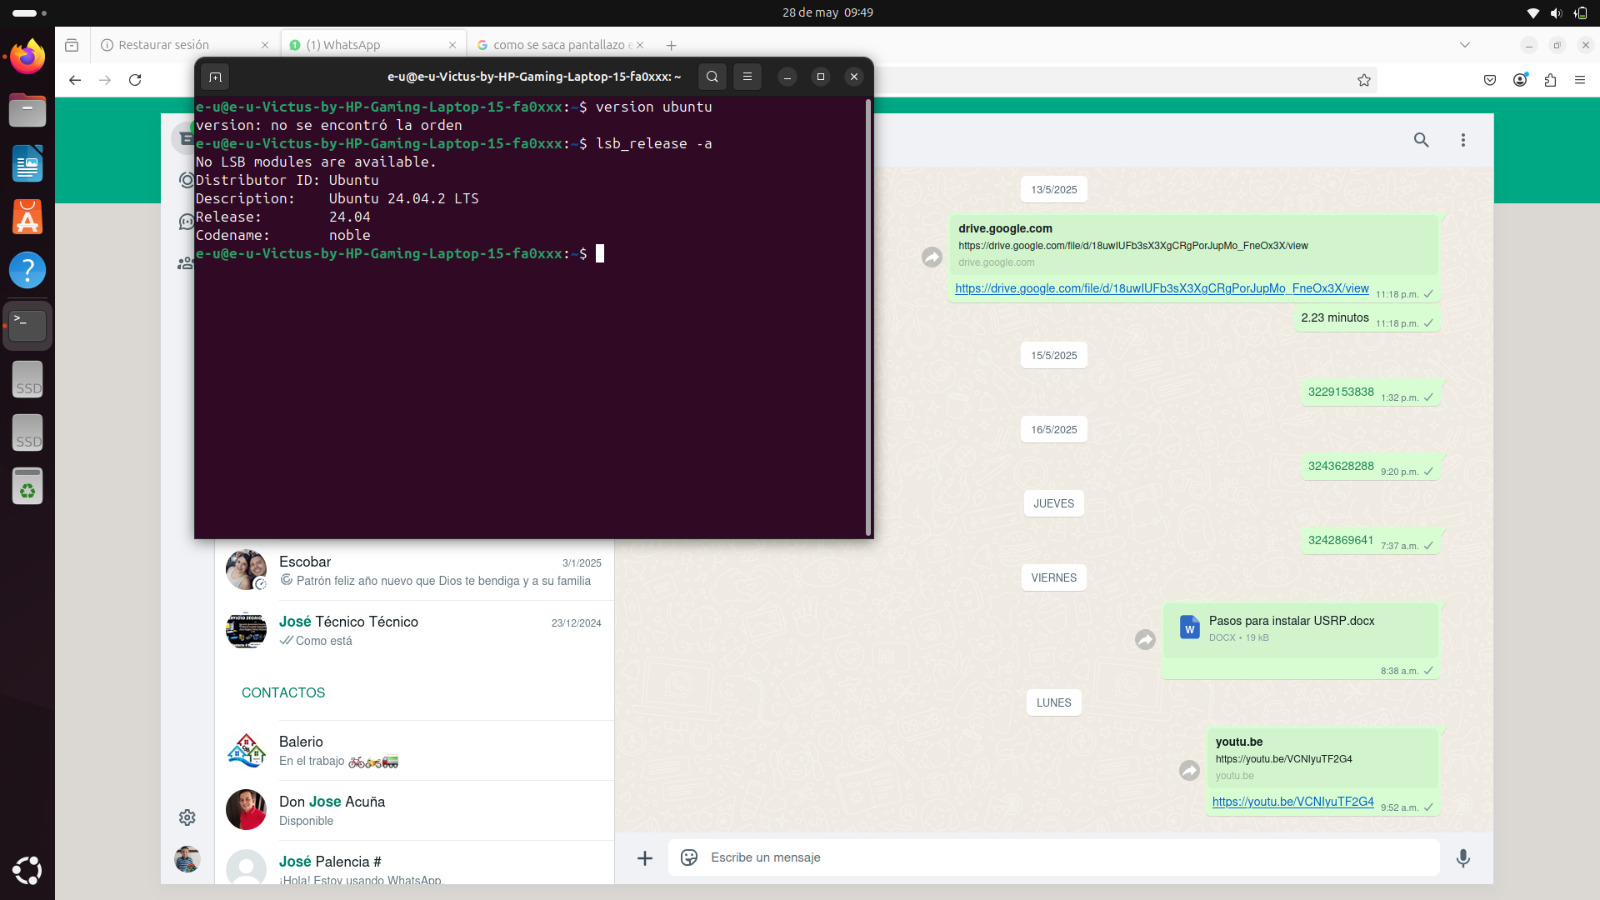 28 de may 09:49
Restaurar sesión
(1) WhatsApp
como se saca pantallazo
e-u@e-u-Victus-by-HP-Gaming-Laptop-15-fa0xxx: ~
e-u@e-u-Victus-by-HP-Gaming-Laptop-15-fa0xxx:~$ version ubuntu
version: no se encontró la orden
e-u@e-u-Victus-by-HP-Gaming-Laptop-15-fa0xxx:~$ lsb_release -a
No LSB modules are available.
Distributor ID: Ubuntu
Description: Ubuntu 24.04.2 LTS
Release: 24.04
Codename: noble
e-u@e-u-Victus-by-HP-Gaming-Laptop-15-fa0xxx:~$
SSD
SSD
Escobar 3/1/2025
Patrón feliz año nuevo que Dios te bendiga y a su familia
José Técnico Técnico 23/12/2024
Como está
CONTACTOS
Balerio
En el trabajo 🚲🏍️🚛
Don Jose Acuña
Disponible
José Palencia #
¡Hola! Estoy usando WhatsApp
13/5/2025
drive.google.com
https://drive.google.com/file/d/18uwIUFb3sX3XgCRgPorJupMo_FneOx3X/view
drive.google.com
https://drive.google.com/file/d/18uwIUFb3sX3XgCRgPorJupMo_FneOx3X/view 11:18 p.m.
2.23 minutos 11:18 p.m.
15/5/2025
3229153838 1:32 p.m.
16/5/2025
3243628288 9:20 p.m.
JUEVES
3242869641 7:37 a.m.
VIERNES
W
Pasos para instalar USRP.docx
DOCX • 19 kB
8:38 a.m.
LUNES
youtu.be
https://youtu.be/VCNIyuTF2G4
youtu.be
https://youtu.be/VCNIyuTF2G4 9:52 a.m.
Escribe un mensaje